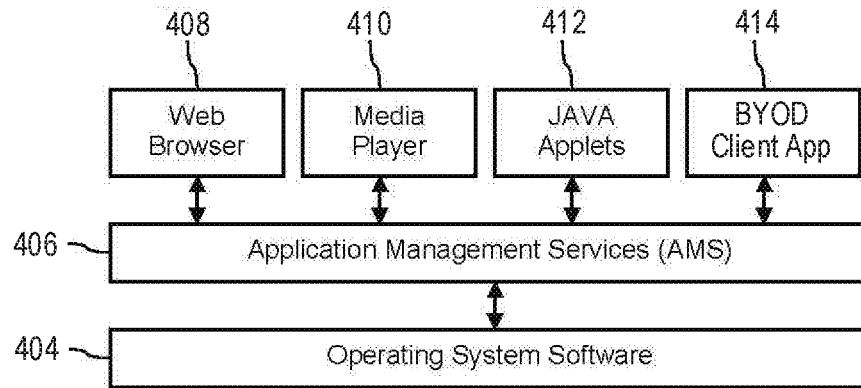 408
410
412
414
Web
Browser
Media
Player
JAVA
Applets
BYOD
Client App
406
Application Management Services (AMS)
404
Operating System Software